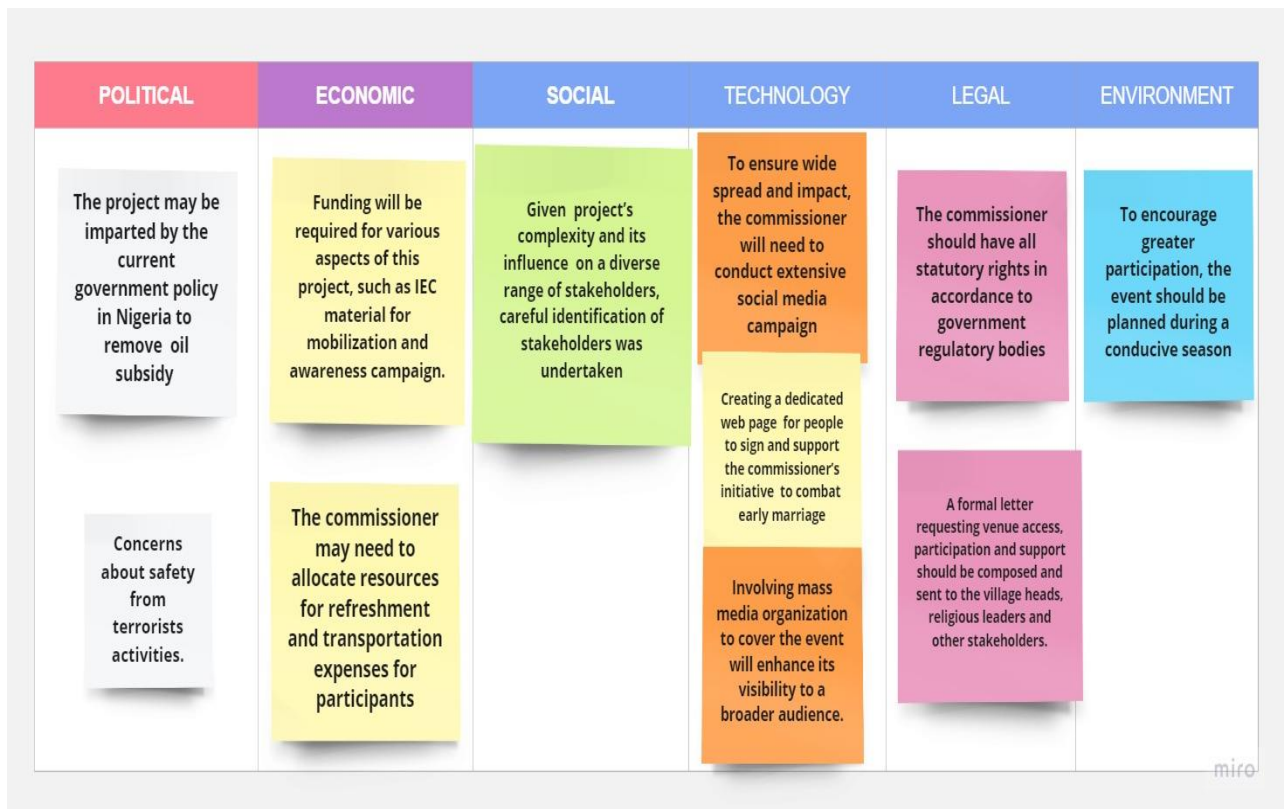 POLITICAL
ECONOMIC
SOCIAL
TECHNOLOGY
LEGAL
ENVIRONMENT
The project may be
imparted by the
current
government policy
in Nigeria to
remove oil
subsidy
Concerns
about safety
from
terrorists
activities.
Funding will be
required for various
aspects of this
project, such as IEC
material for
mobilization and
awareness campaign.
The commissioner
may need to
allocate resources
for refreshment
and transportation
expenses for
participants
Given project's
complexity and its
influence on a diverse
range of stakeholders,
careful identification of
stakeholders was
undertaken
To ensure wide
spread and impact,
the commissioner
will need to
conduct extensive
social media
campaign
Creating a dedicated
web page for people
to sign and support
the commissioner's
initiative to combat
early marriage
Involving mass
media organization
to cover the event
will enhance its
visibility to a
broader audience.
The commissioner
should have all
statutory rights in
accordance to
government
regulatory bodies
A formal letter
requesting venue access,
participation and support
should be composed and
sent to the village heads,
religious leaders and
other stakeholders.
To encourage
greater
participation, the
event should be
planned during a
conducive season
miro